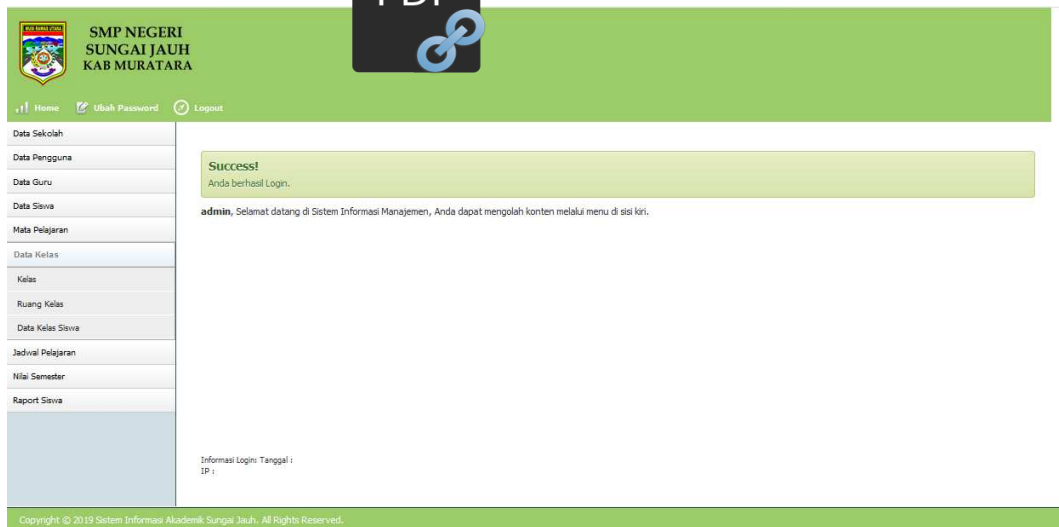 PDF
SMP NEGERI
SUNGAI JAUH
KAB MURATARA
Home Ubah Password Logout
Data Sekolah
Data Pengguna
Data Guru
Data Siswa
Mata Pelajaran
Data Kelas
Kelas
Ruang Kelas
Data Kelas Siswa
Jadwal Pelajaran
Nilai Semester
Raport Siswa
Success!
Anda berhasil Login.
admin, Selamat datang di Sistem Informasi Manajemen, Anda dapat mengolah konten melalui menu di sisi kiri.
Informasi Login: Tanggal :
IP :
Copyright © 2019 Sistem Informasi Akademik Sungai Jauh. All Rights Reserved.